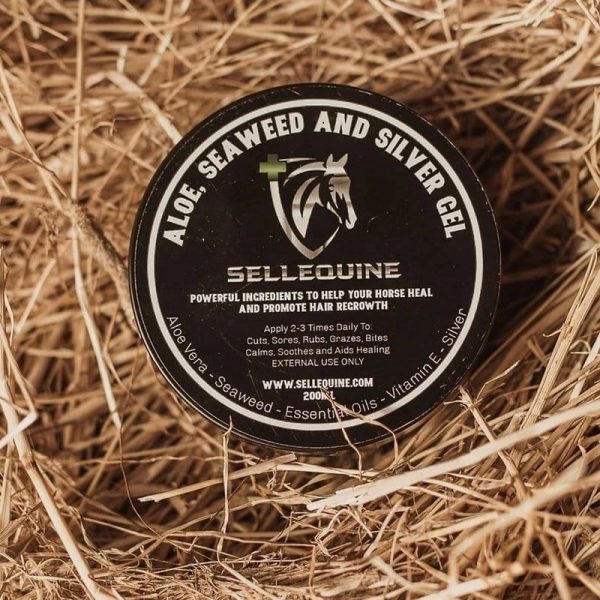 ALOE, SEAWEED AND SILVER GEL
SELLEQUINE
POWERFUL INGREDIENTS TO HELP YOUR HORSE HEAL
AND PROMOTE HAIR REGROWTH
Apply 2-3 Times Daily To:
Cuts, Sores, Rubs, Grazes, Bites
Calms, Soothes and Aids Healing
EXTERNAL USE ONLY
WWW.SELLEQUINE.COM
200ML
Aloe Vera - Seaweed - Essential Oils - Vitamin E - Silver